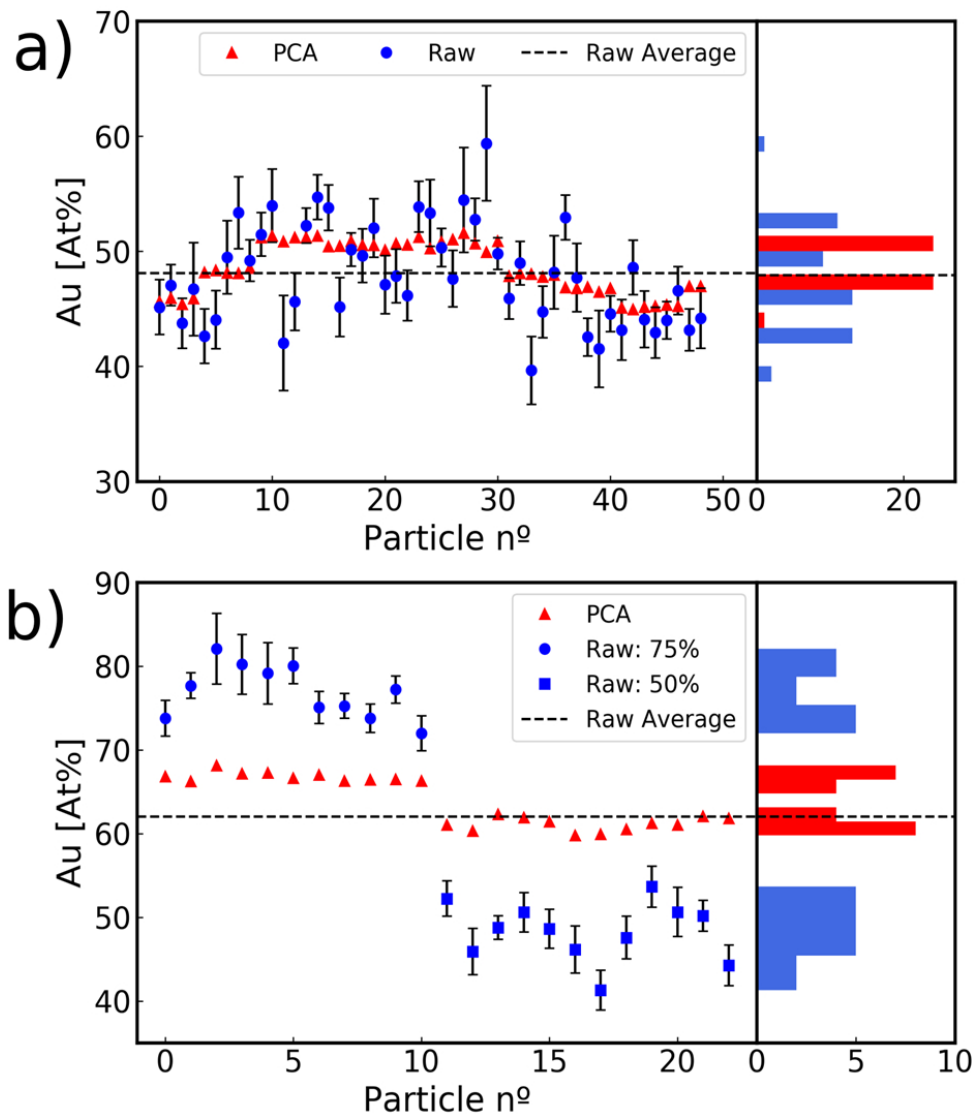 a)
70
60
50
40
30
Au [At%]
PCA Raw Raw Average
0 10 20 30 40 50 0 20
Particle nº
b)
90
80
70
60
50
40
Au [At%]
PCA
Raw: 75%
Raw: 50%
Raw Average
0 5 10 15 20 0 5 10
Particle nº